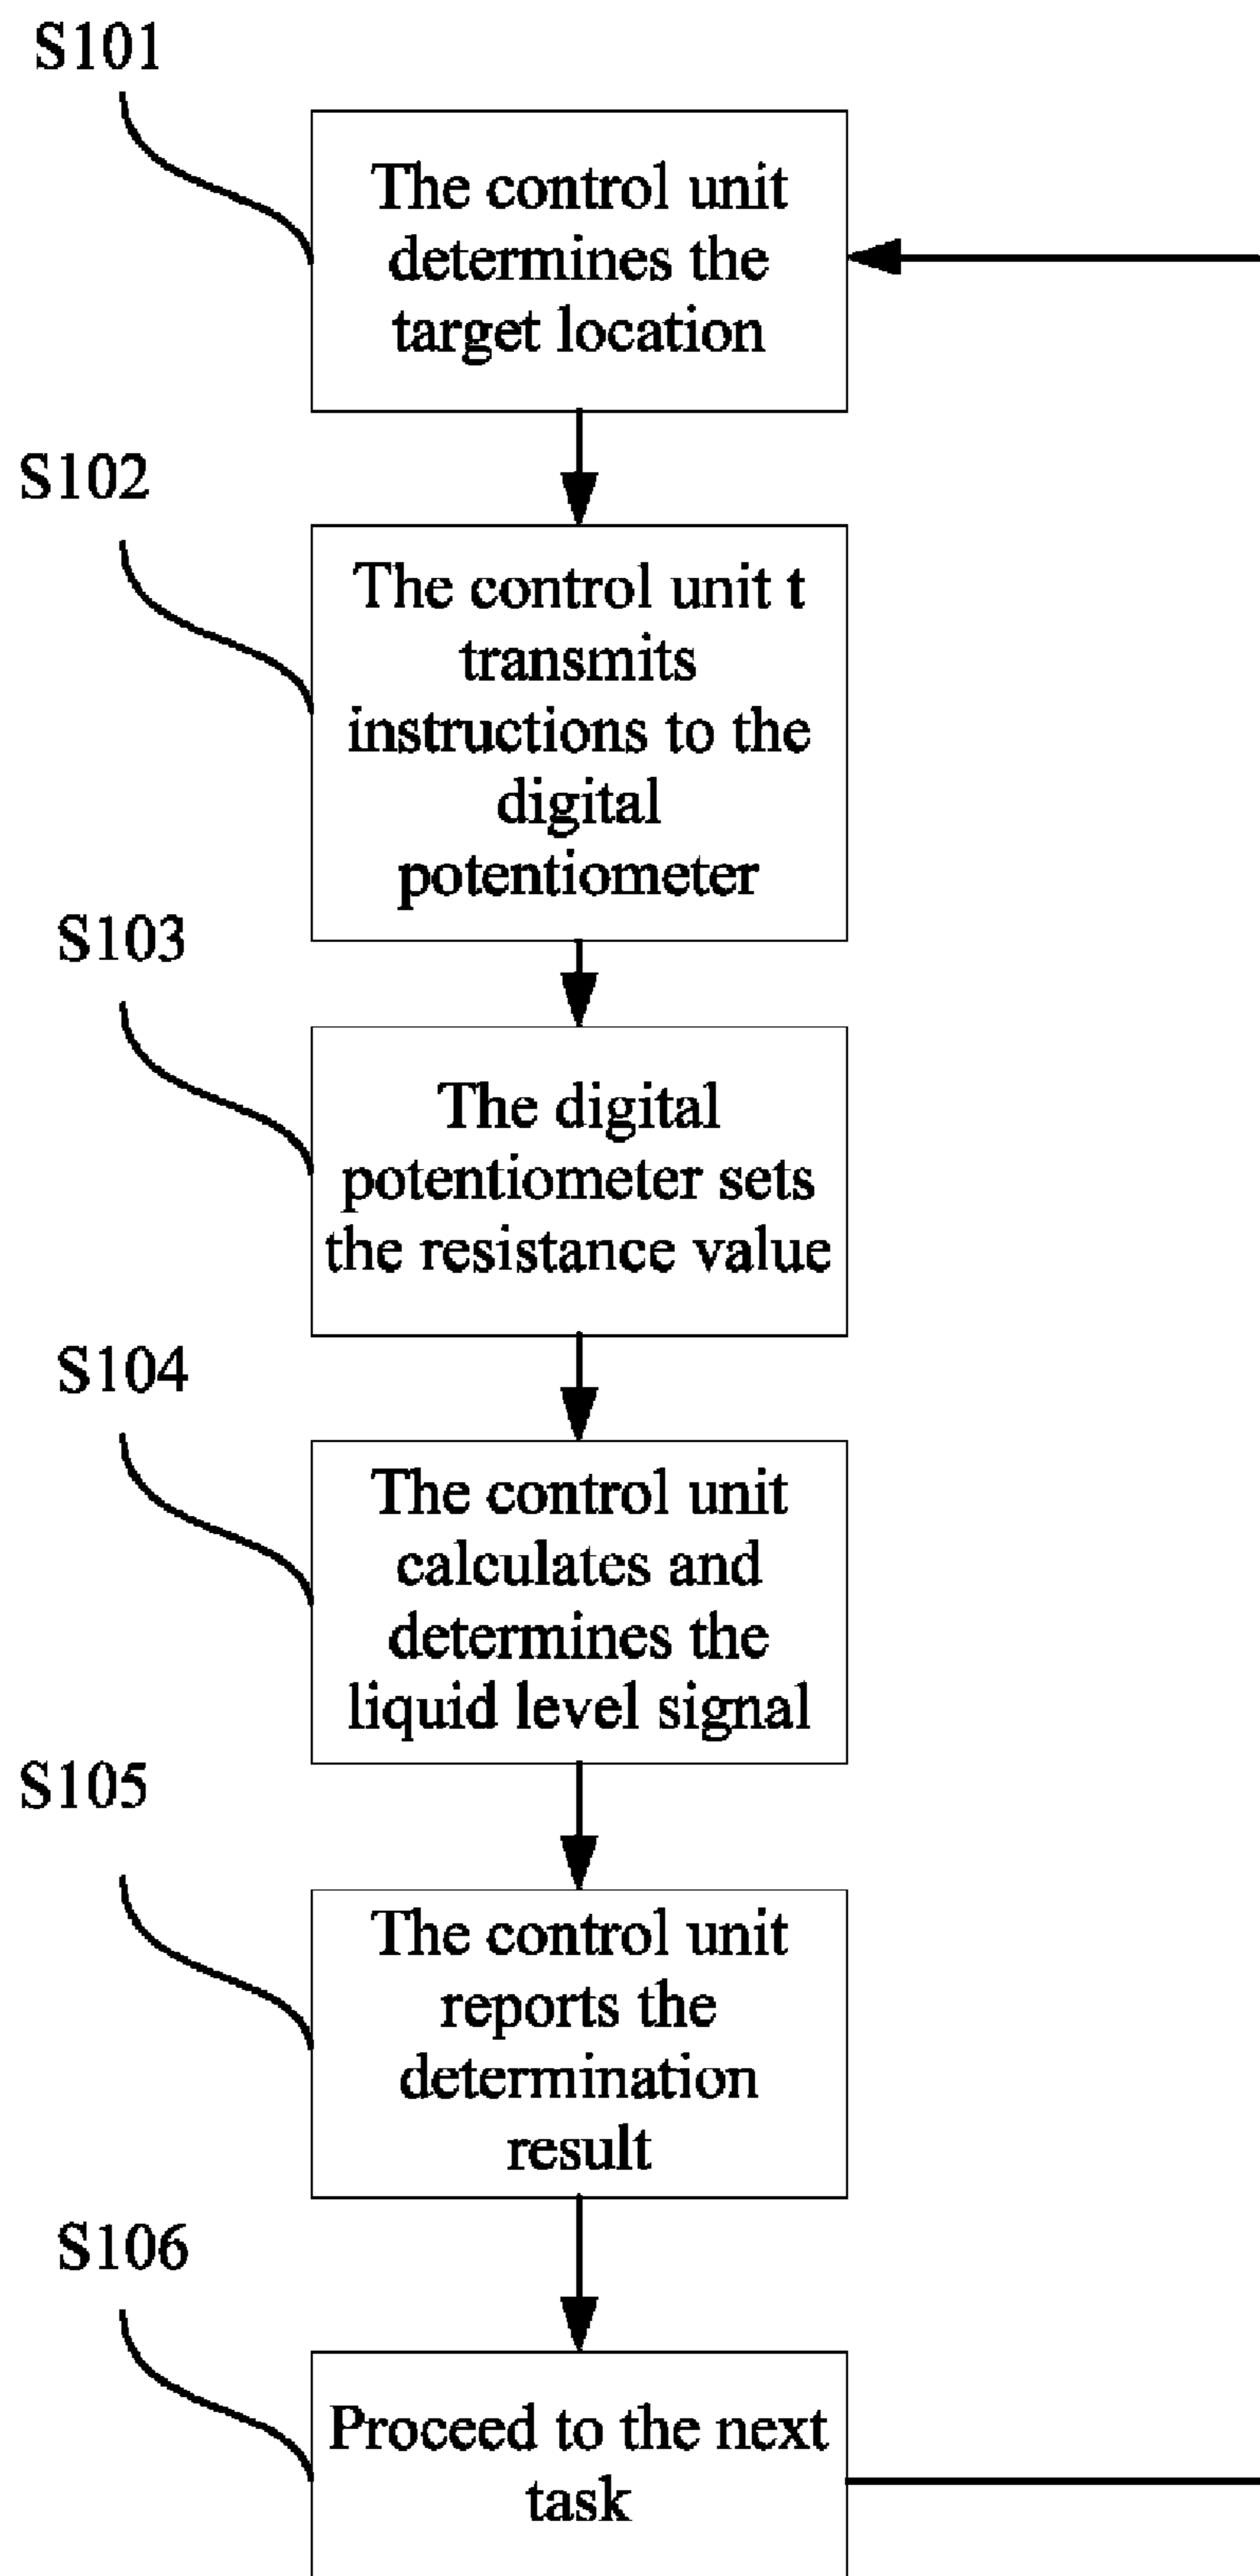 S101
The control unit
determines the
target location
S102
The control unit t
transmits
instructions to the
digital
potentiometer
S103
The digital
potentiometer sets
the resistance value
S104
The control unit
calculates and
determines the
liquid level signal
S105
The control unit
reports the
determination
result
S106
Proceed to the next
task